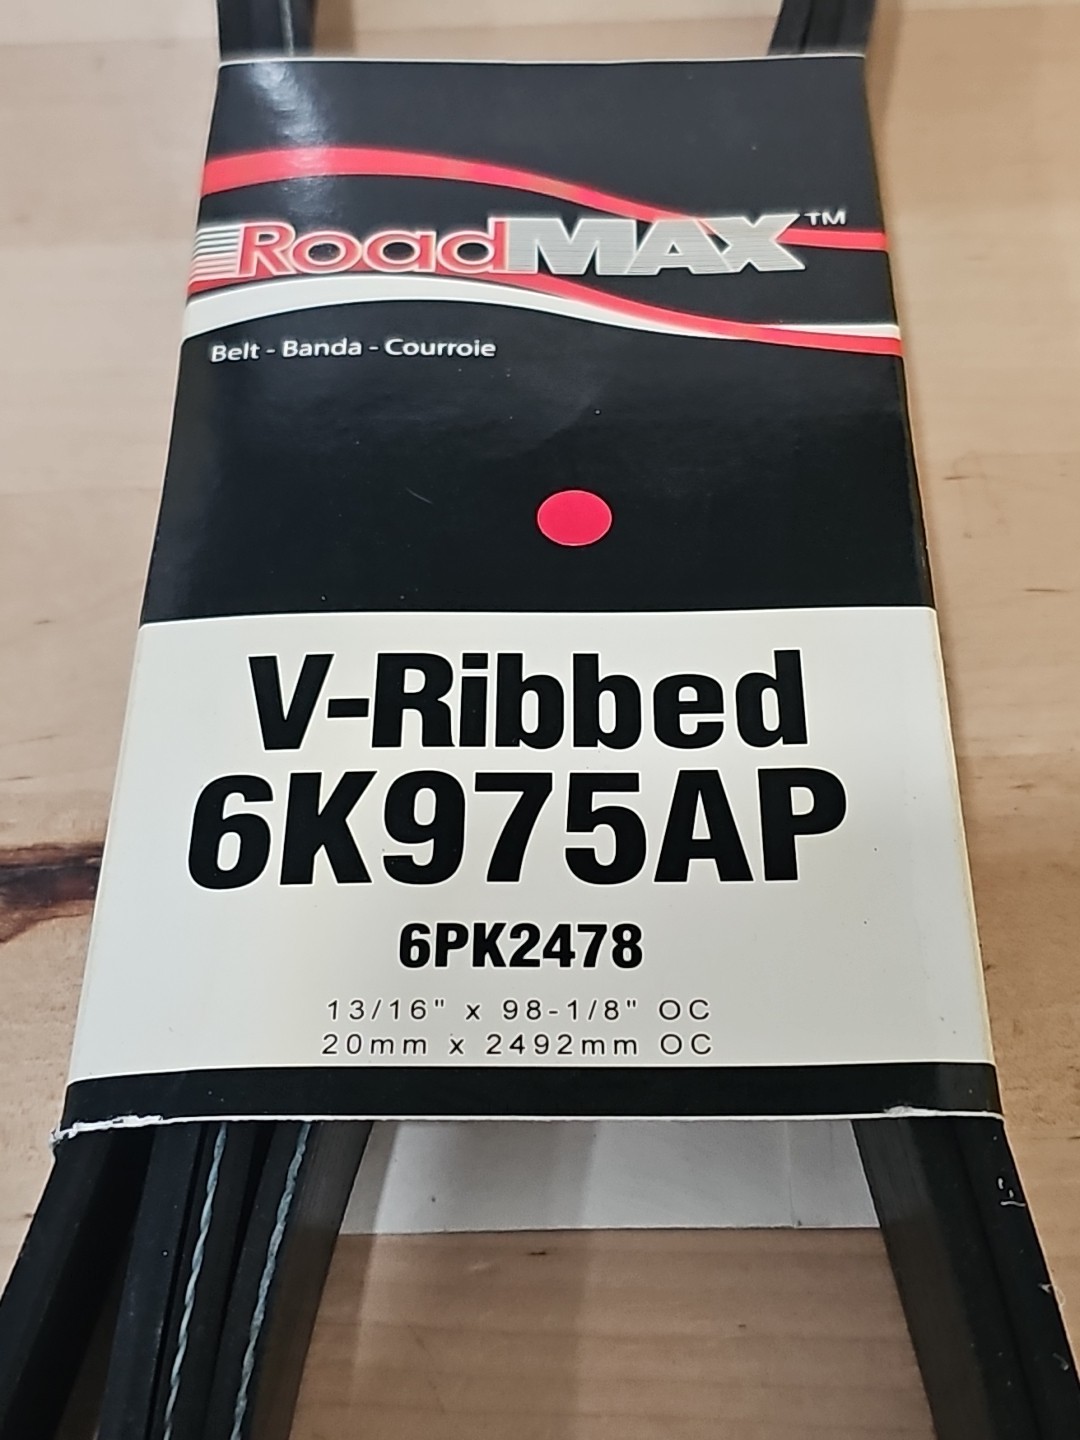 RoadMAX™
Belt - Banda - Courroie
V-Ribbed
6K975AP
6PK2478
13/16" x 98-1/8" OC
20mm x 2492mm OC